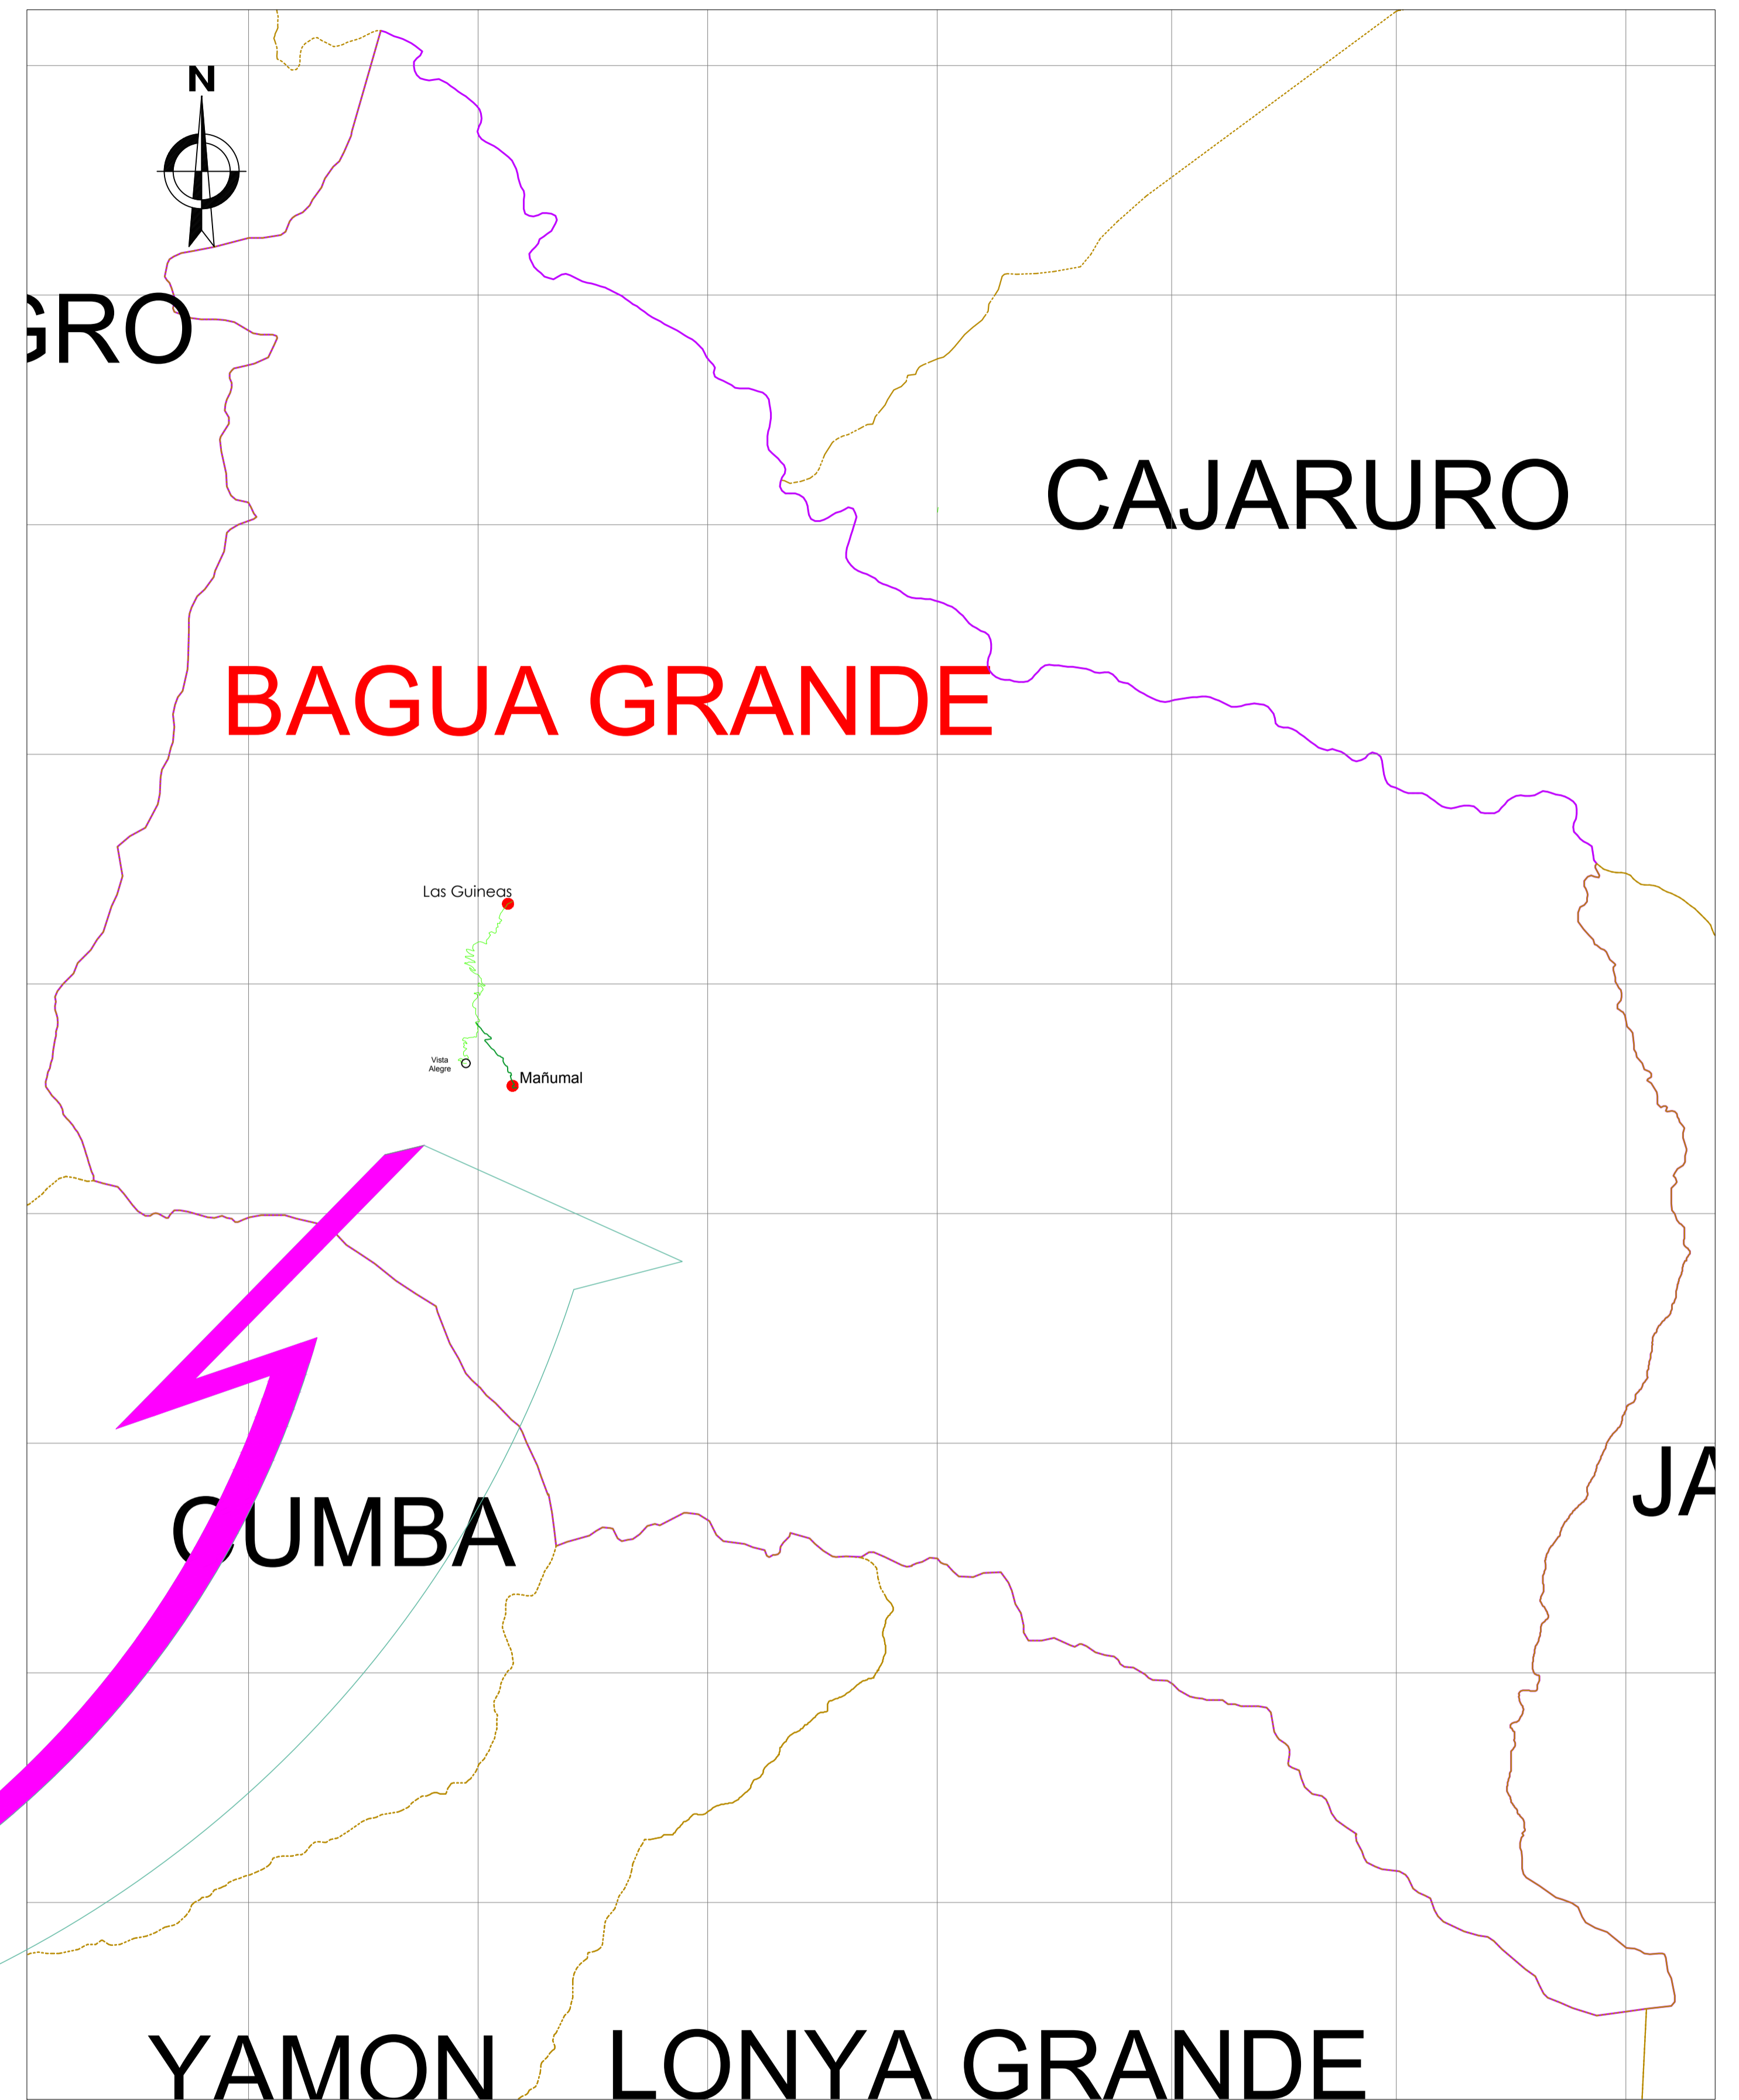 N
GRO
CAJARURO
BAGUA GRANDE
Las Guineas
Vista
Alegre
Mañumal
JA
CUMBA
YAMON
LONYA GRANDE